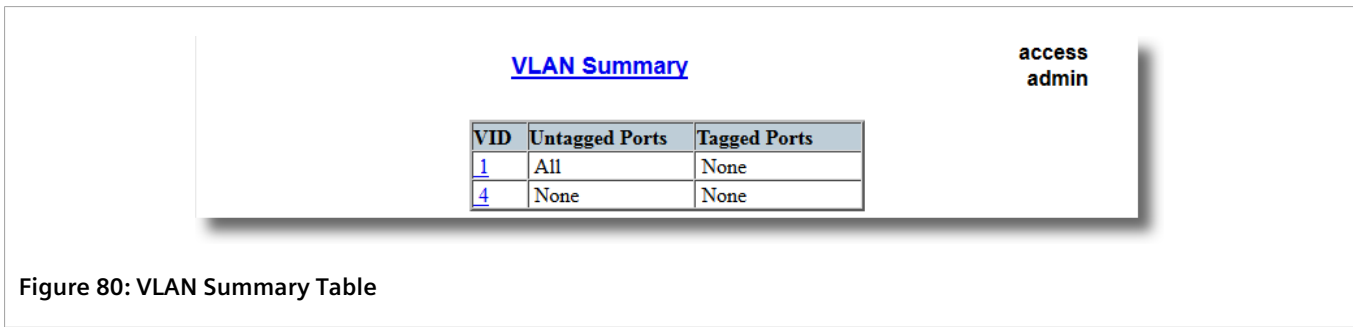 VLAN Summary
access
admin
VID Untagged Ports Tagged Ports
1 All None
4 None None
Figure 80: VLAN Summary Table